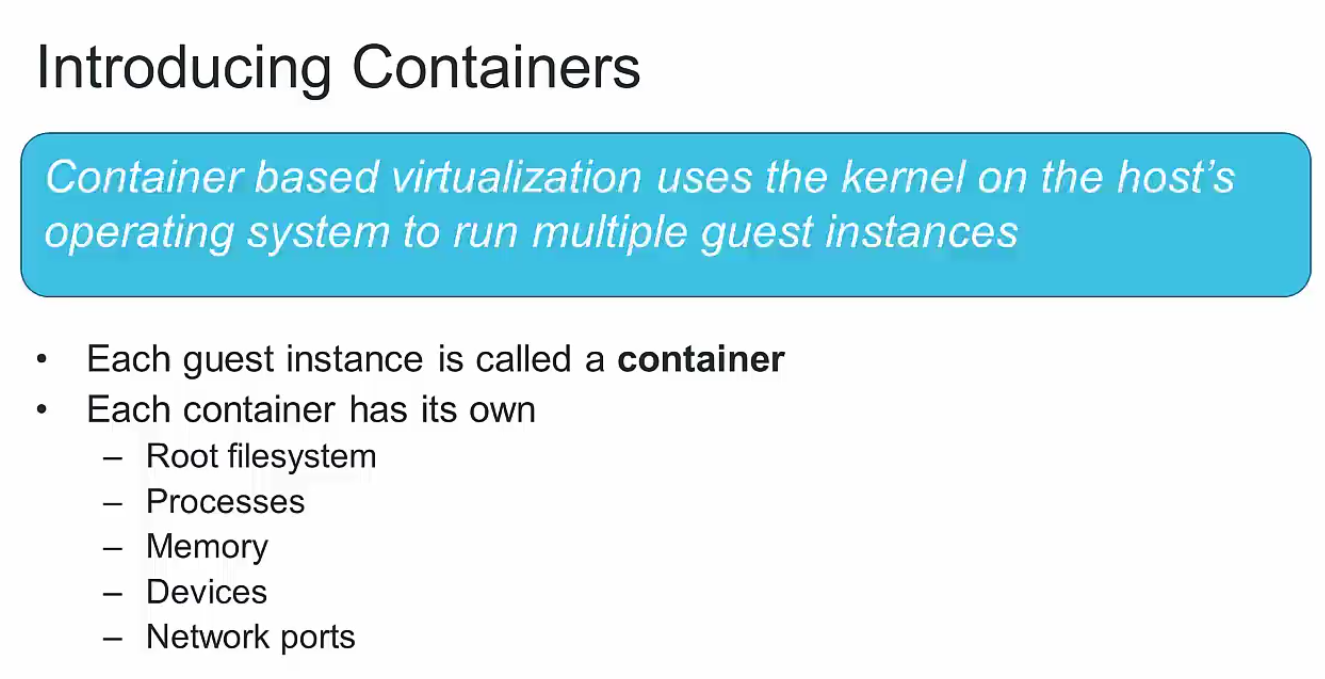 Introducing Containers
Container based virtualization uses the kernel on the host’s
operating system to run multiple guest instances
• Each guest instance is called a container
• Each container has its own
– Root filesystem
– Processes
– Memory
– Devices
– Network ports